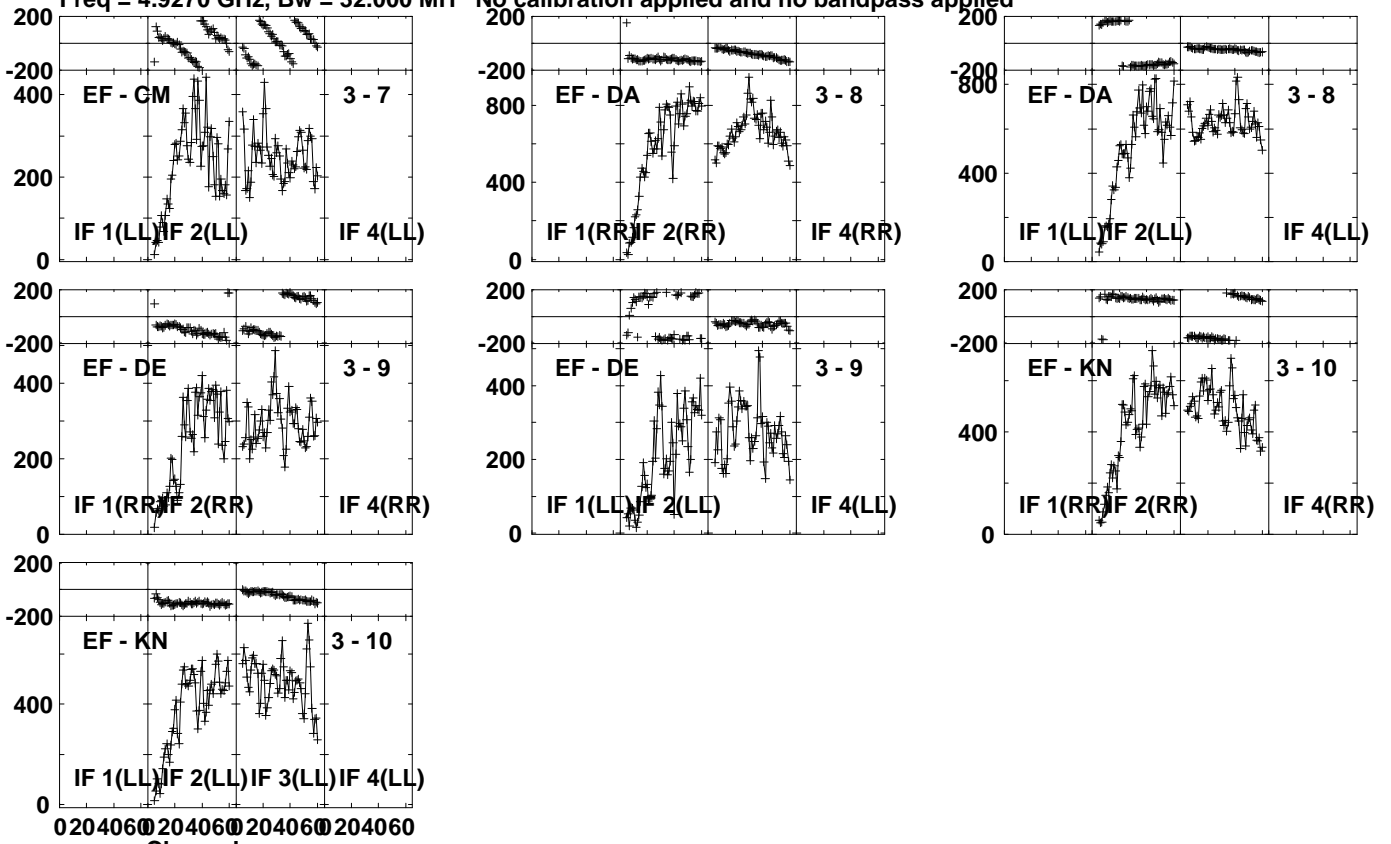 Freq = 4.9270 GHz, Bw = 32.000 MH No calibration applied and no bandpass applied
200
-200
EF - CM 3 - 7
400
200
0
IF 1(LL) IF 2(LL) IF 4(LL)
200
-200
EF - DA 3 - 8
800
400
0
IF 1(RR) IF 2(RR) IF 4(RR)
200
-200
EF - DA 3 - 8
800
400
0
IF 1(LL) IF 2(LL) IF 4(LL)
200
-200
EF - DE 3 - 9
400
200
0
IF 1(RR) IF 2(RR) IF 4(RR)
200
-200
EF - DE 3 - 9
400
200
0
IF 1(LL) IF 2(LL) IF 4(LL)
200
-200
EF - KN 3 - 10
400
0
IF 1(RR) IF 2(RR) IF 4(RR)
200
-200
EF - KN 3 - 10
400
0
IF 1(LL) IF 2(LL) IF 3(LL) IF 4(LL)
0 20 40 60 0 20 40 60 0 20 40 60 0 20 40 60